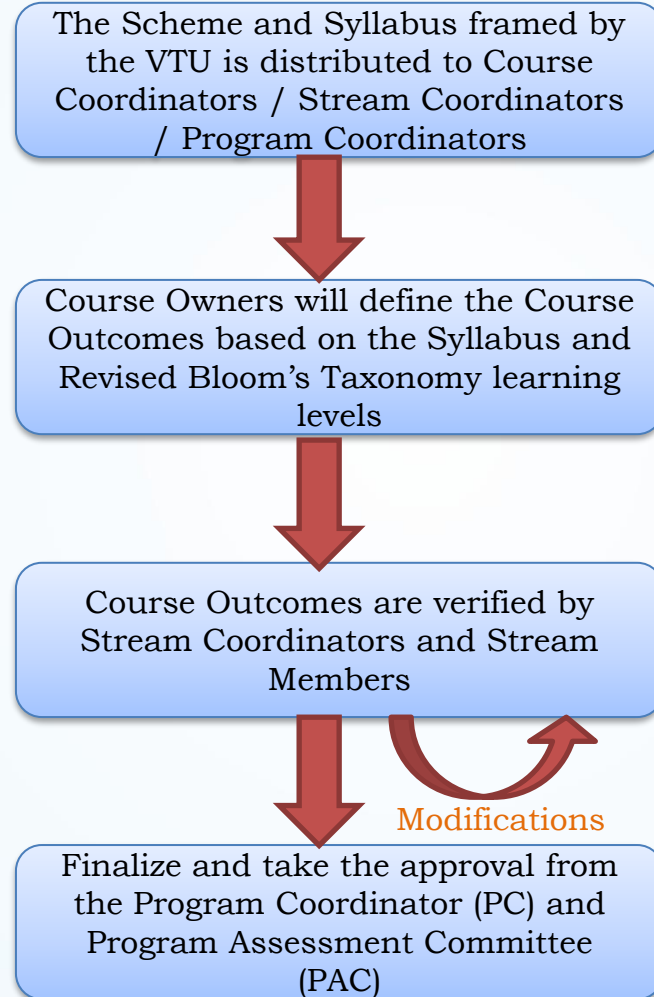 The Scheme and Syllabus framed by
the VTU is distributed to Course
Coordinators / Stream Coordinators
/ Program Coordinators
Course Owners will define the Course
Outcomes based on the Syllabus and
Revised Bloom’s Taxonomy learning
levels
Course Outcomes are verified by
Stream Coordinators and Stream
Members
Modifications
Finalize and take the approval from
the Program Coordinator (PC) and
Program Assessment Committee
(PAC)